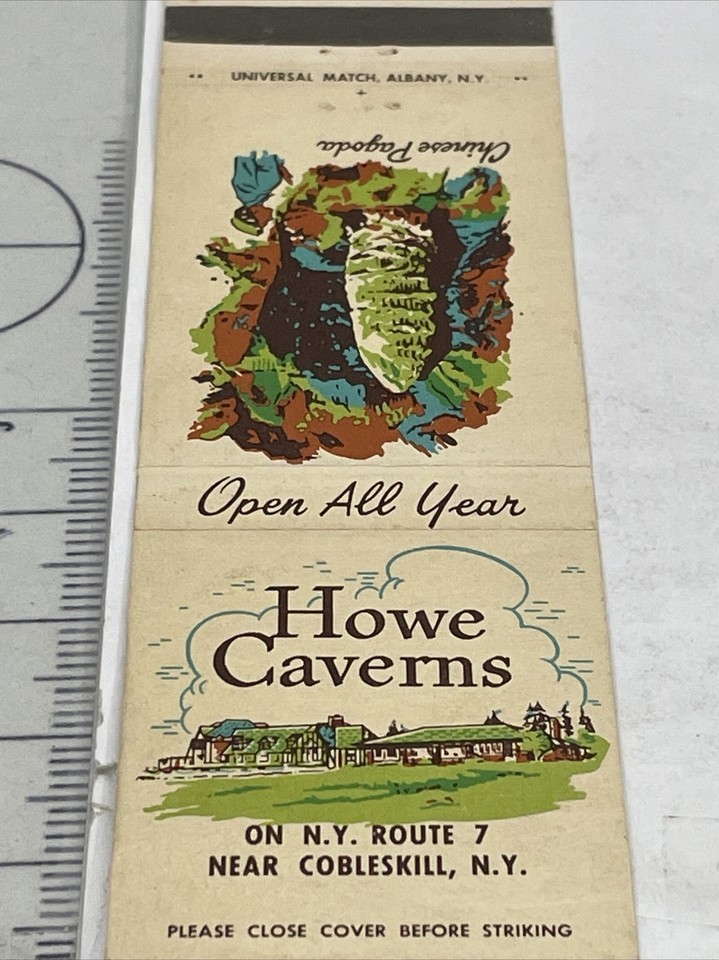 UNIVERSAL MATCH, ALBANY, N.Y.
Chinese Pagoda
Open All Year
Howe
Caverns
ON N.Y. ROUTE 7
NEAR COBLESKILL, N.Y.
PLEASE CLOSE COVER BEFORE STRIKING